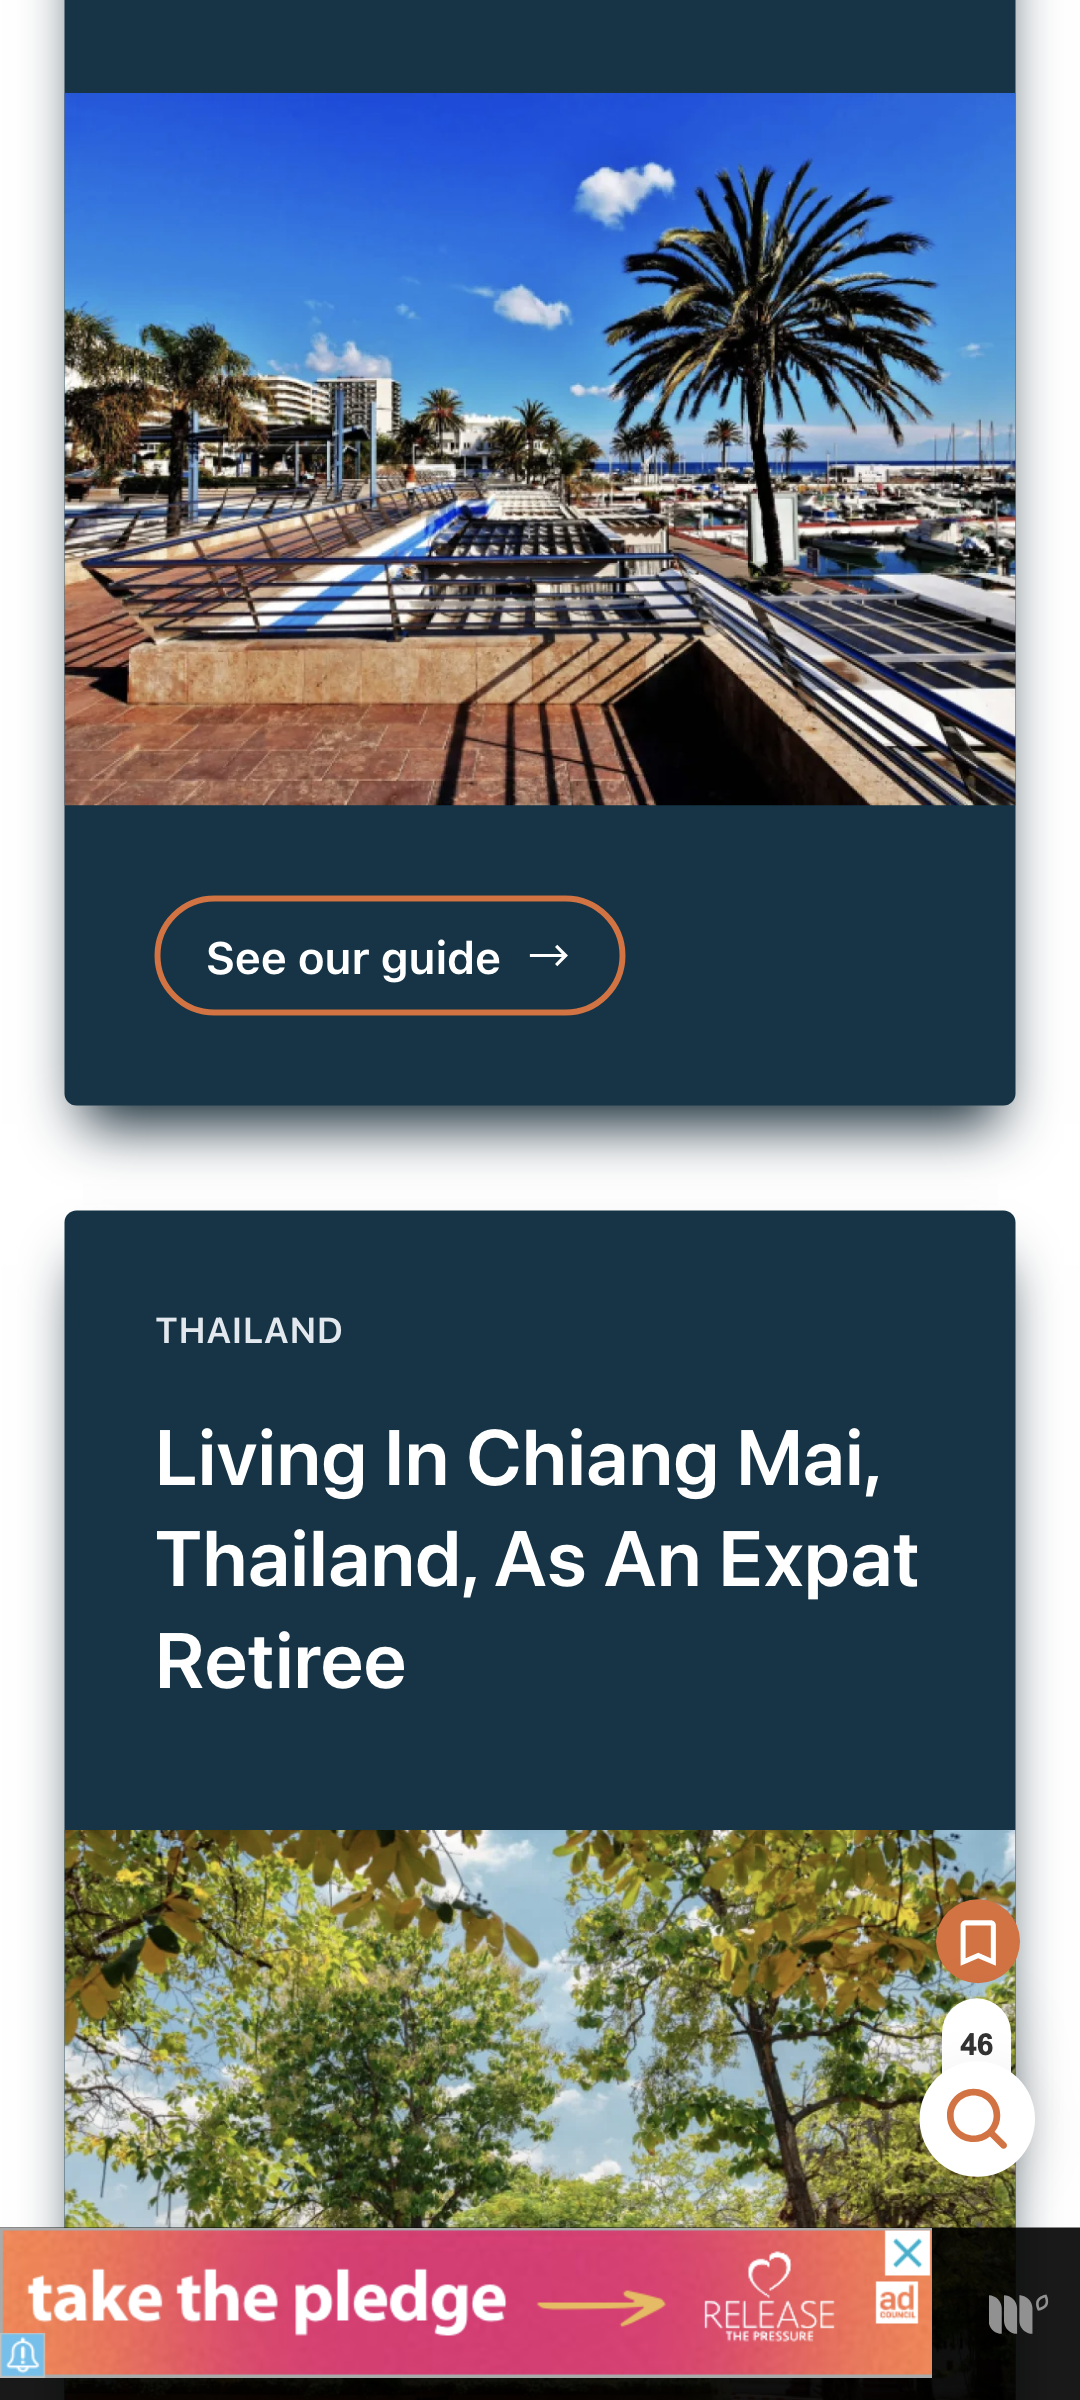 See our guide →
THAILAND
Living In Chiang Mai,
Thailand, As An Expat
Retiree
46
take the pledge
RELEASE
THE PRESSURE
ad
COUNCIL